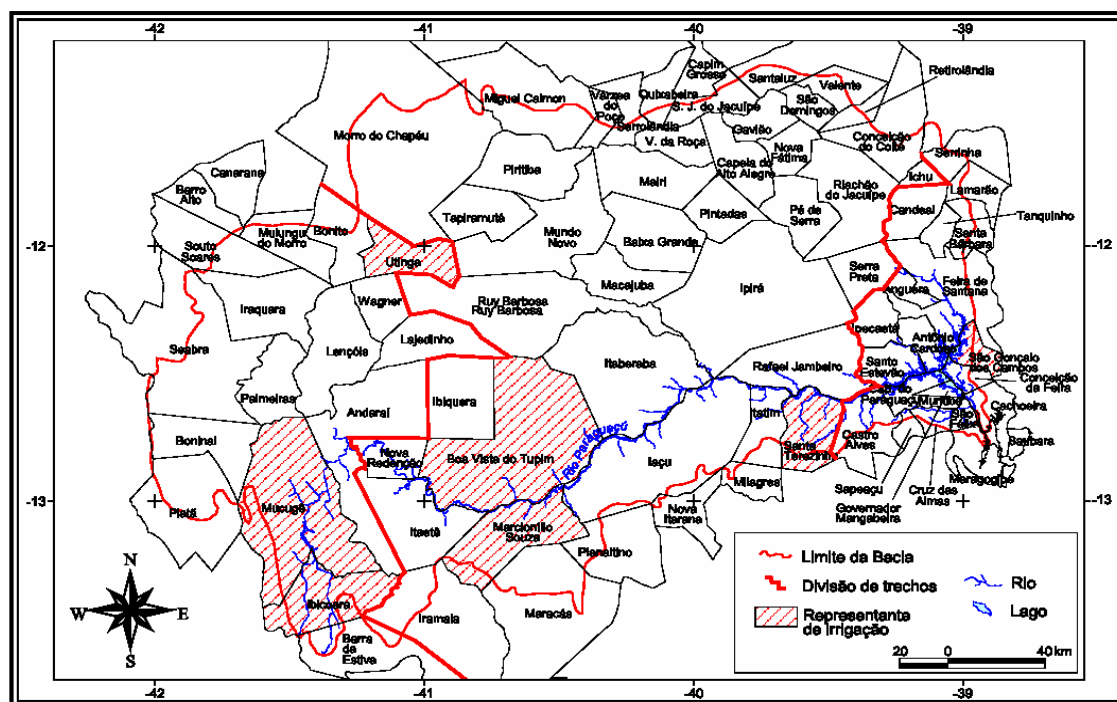 -42
-41
-40
-39
Capim
Grosso
Retirolândia
Santaluz
Valente
Miguel Calmon
Várzea
do
Poço
Quixabeira
S. J. do Jacuípe
São
Domingos
Serrolândia
Gavião
Morro do Chapéu
V. da Roça
Nova
Fátima
Conceição
do Coité
Serrinha
Canarana
Barro
Alto
Piritiba
Mairi
Capela do
Alto Alegre
Ichu
Riachão
do Jacuípe
Lamarão
Tapiramutá
Pintadas
Pé de
Serra
Candeal
Tanquinho
Mulungu
do Morro
Bonito
Mundo
Novo
Baixa Grande
Santa
Bárbara
-12
-12
Souto
Soares
Utinga
Serra
Preta
Wagner
Macajuba
Ipirá
Anguera
Feira de
Santana
Iraquara
Ruy Barbosa
Ruy Barbosa
Ipecaetá
Lençóis
Lajedinho
Antônio
Cardoso
Seabra
Itaberaba
Rafael Jambeiro
Santo
Estevão
São Gonçalo
dos Campos
Conceição
da Feira
Palmeiras
Ibiquera
Andaraí
Itatim
Paraguaçu
Muritiba
Cachoeira
São
Félix
Boninal
Nova
Redenção
Boa Vista do Tupim
Rio Paraguaçu
Iaçu
Santa
Terezinha
Castro
Alves
Saubara
Maragogipe
Milagres
Sapeaçu
Cruz das
Almas
Governador
Mangabeira
-13
-13
Piatã
Mucugê
Itaetê
Marcionílio
Souza
Nova
Itarana
Planaltino
Ibicoara
Iramaia
Maracás
Barra
da
Estiva
N
W
E
S
Limite da Bacia
Divisão de trechos
Representante
de Irrigação
Rio
Lago
20 0 40 km
-42
-41
-40
-39